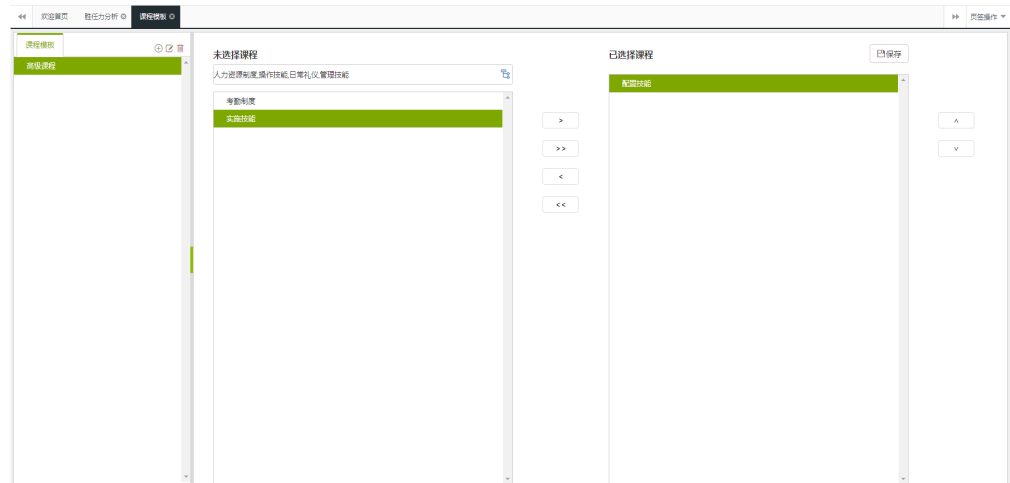 欢迎首页 胜任力分析 课程模板 页签操作
课程模板
高级课程
未选择课程
人力资源制度,操作技能,日常礼仪,管理技能
考勤制度
实施技能
>
>>
<
<<
已选择课程 保存
配置技能
∧
∨